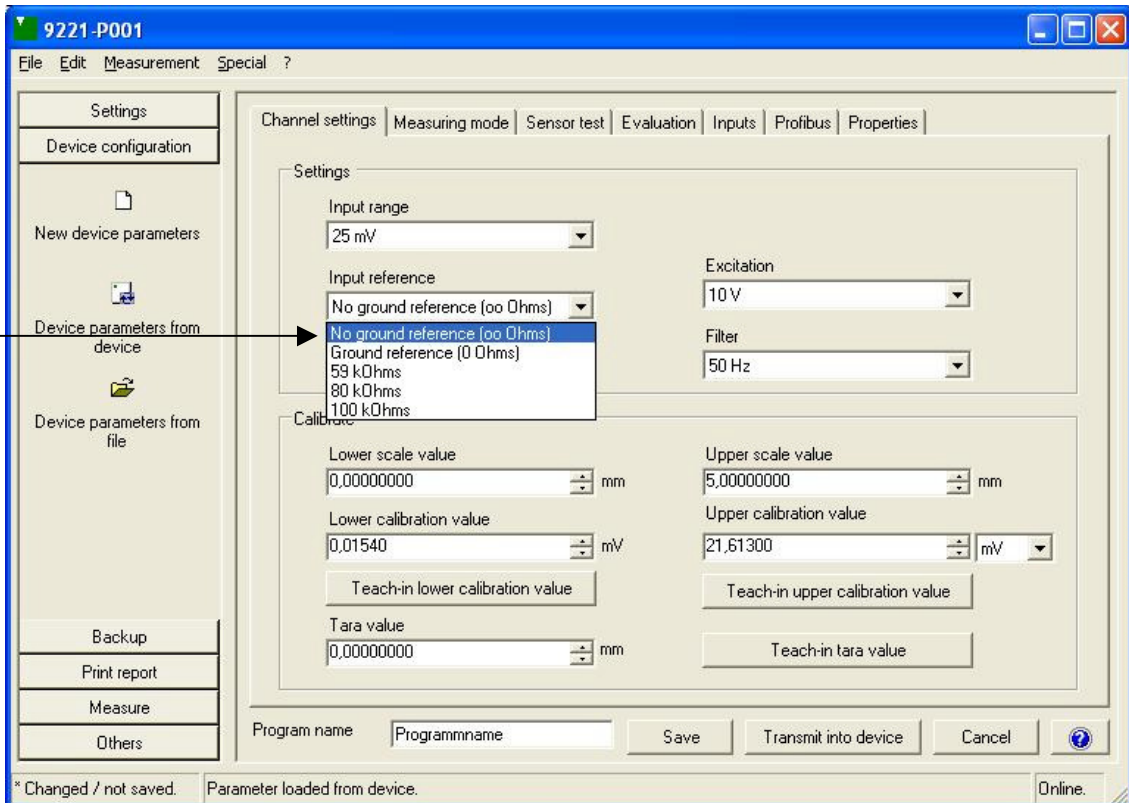 9221-P001
File Edit Measurement Special ?
Settings
Device configuration
New device parameters
Device parameters from
device
Device parameters from
file
Backup
Print report
Measure
Others
Channel settings Measuring mode Sensor test Evaluation Inputs Profibus Properties
Settings
Input range
25 mV
Input reference
No ground reference (oo Ohms)
No ground reference (oo Ohms)
Ground reference (0 Ohms)
59 kOhms
80 kOhms
100 kOhms
Excitation
10 V
Filter
50 Hz
Calibrate
Lower scale value
0,00000000 mm
Upper scale value
5,00000000 mm
Lower calibration value
0,01540 mV
Upper calibration value
21,61300 mV
Teach-in lower calibration value
Teach-in upper calibration value
Tara value
0,00000000 mm
Teach-in tara value
Program name Programmname Save Transmit into device Cancel ?
* Changed / not saved. Parameter loaded from device. Online.